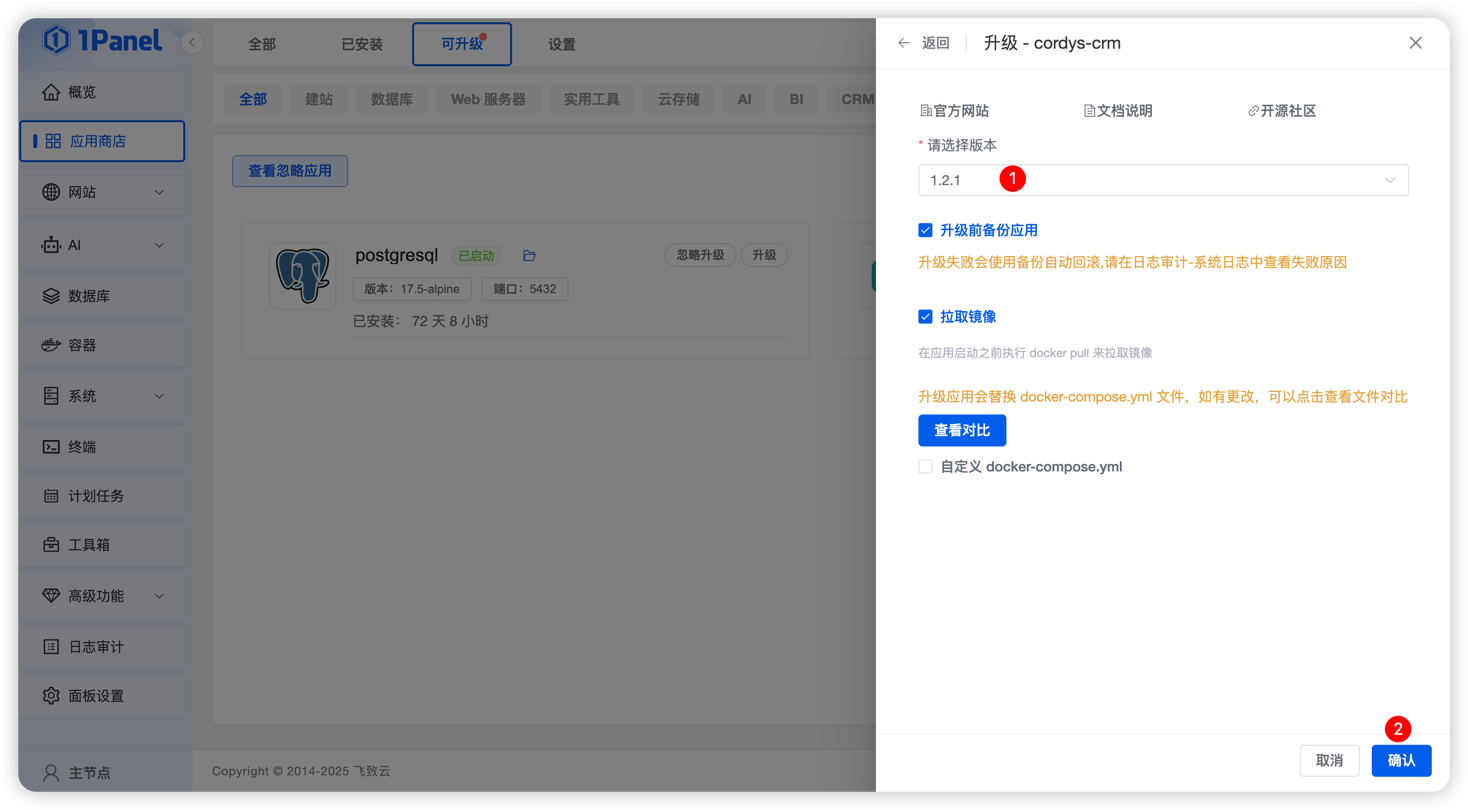 1Panel
概览
应用商店
网站
AI
数据库
容器
系统
终端
计划任务
工具箱
高级功能
日志审计
面板设置
主节点
全部 已安装 可升级 设置
全部 建站 数据库 Web 服务器 实用工具 云存储 AI BI CRM
查看忽略应用
postgresql 已启动 忽略升级 升级
版本：17.5-alpine 端口：5432
已安装： 72 天 8 小时
Copyright © 2014-2025 飞致云
返回 升级 - cordys-crm
官方网站 文档说明 开源社区
* 请选择版本
1.2.1 1
升级前备份应用
升级失败会使用备份自动回滚,请在日志审计-系统日志中查看失败原因
拉取镜像
在应用启动之前执行 docker pull 来拉取镜像
升级应用会替换 docker-compose.yml 文件，如有更改，可以点击查看文件对比
查看对比
自定义 docker-compose.yml
2
取消 确认